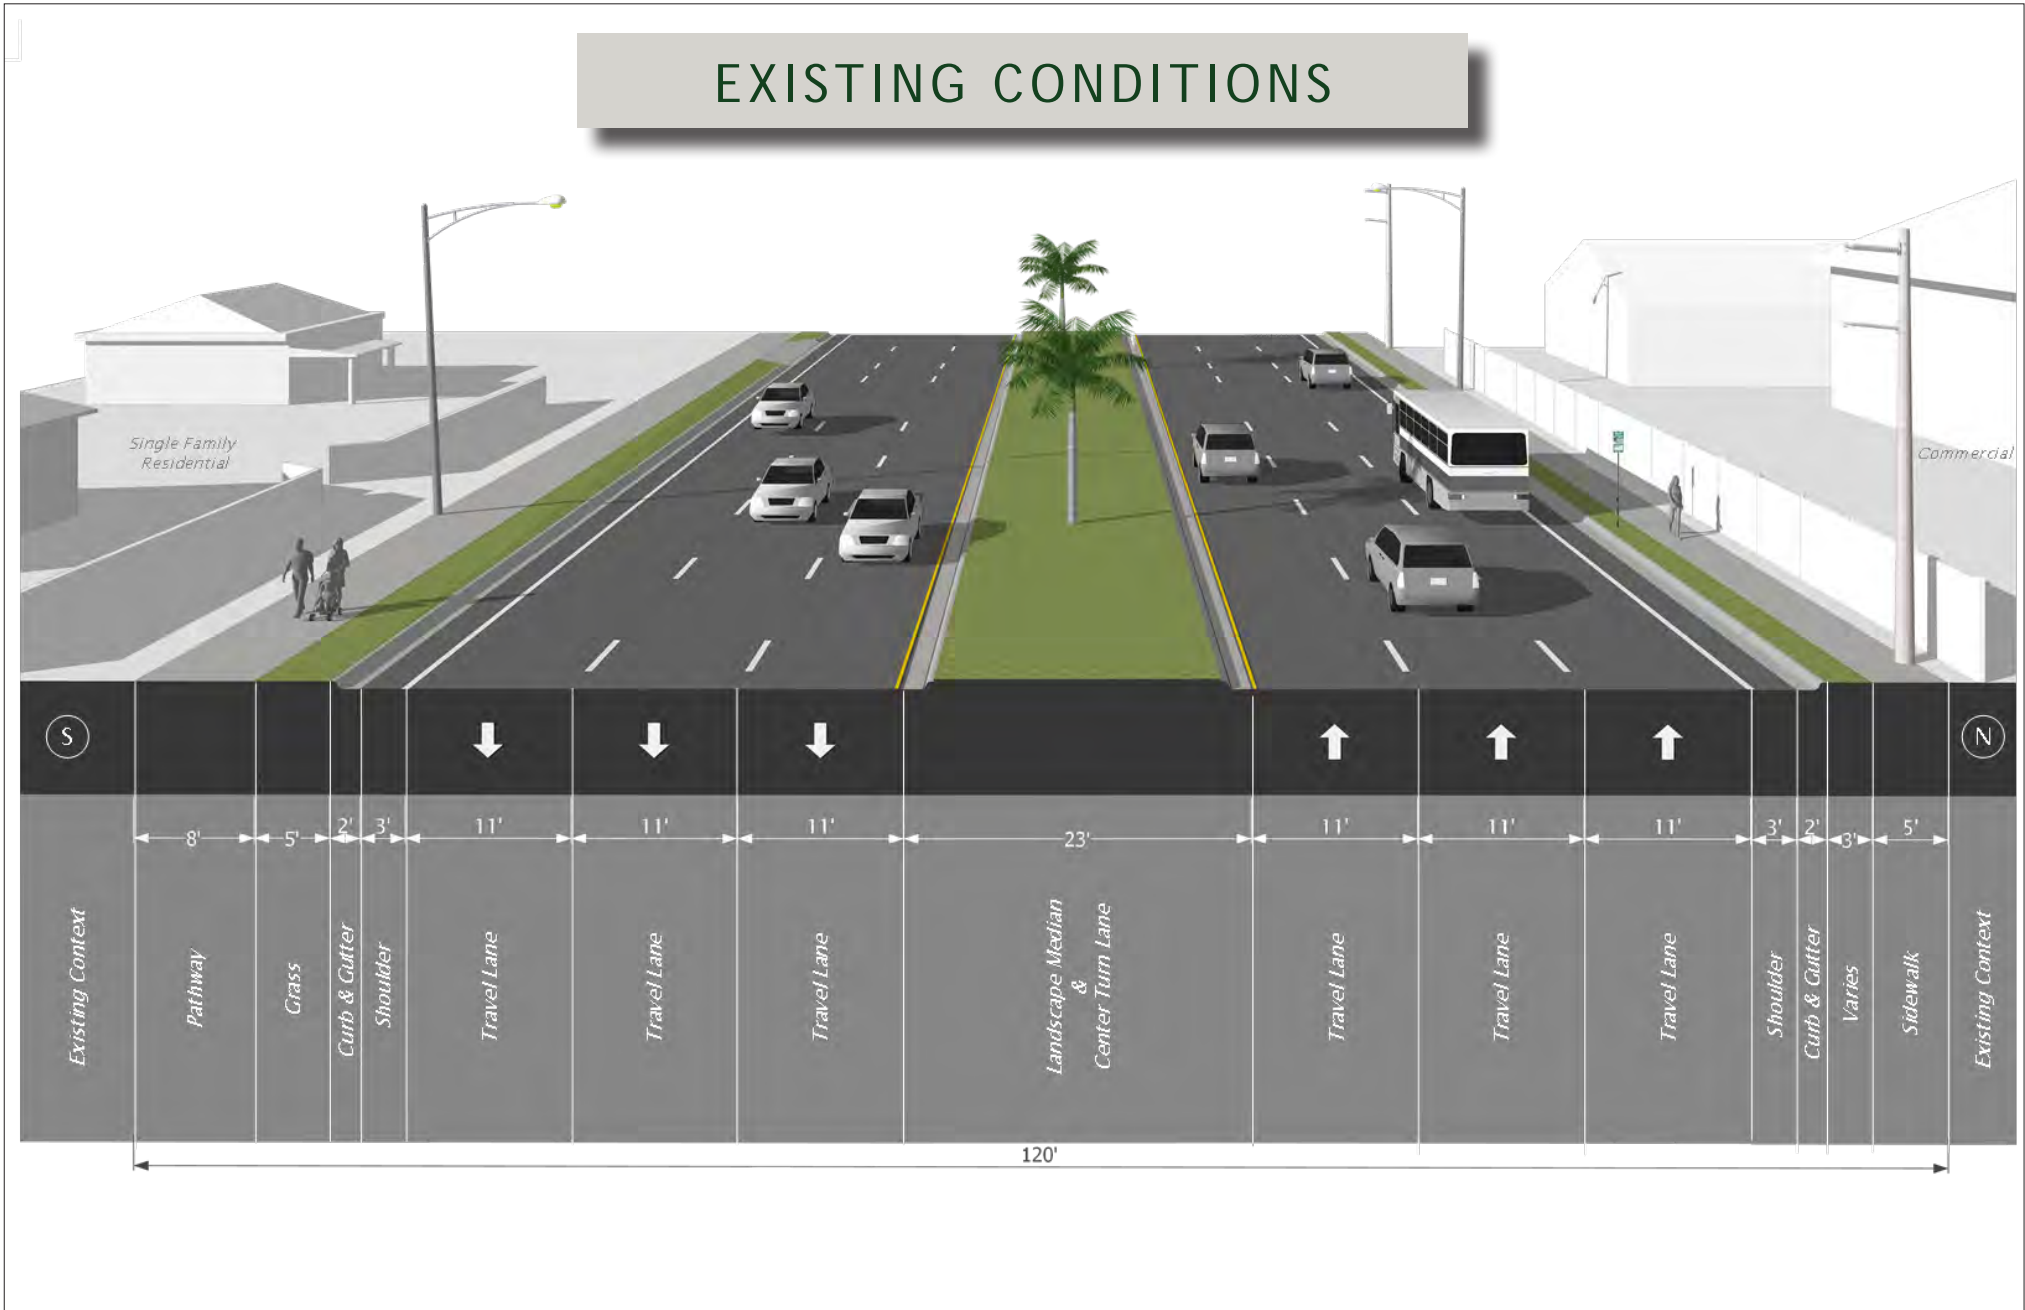 EXISTING CONDITIONS
Single Family
Residential
Commercial
S
N
8'
5'
2'
3'
11'
11'
11'
23'
11'
11'
11'
3'
2'
3'
5'
Existing Context
Pathway
Grass
Curb & Gutter
Shoulder
Travel Lane
Travel Lane
Travel Lane
Landscape Median
&
Center Turn Lane
Travel Lane
Travel Lane
Travel Lane
Shoulder
Curb & Gutter
Varies
Sidewalk
Existing Context
120'